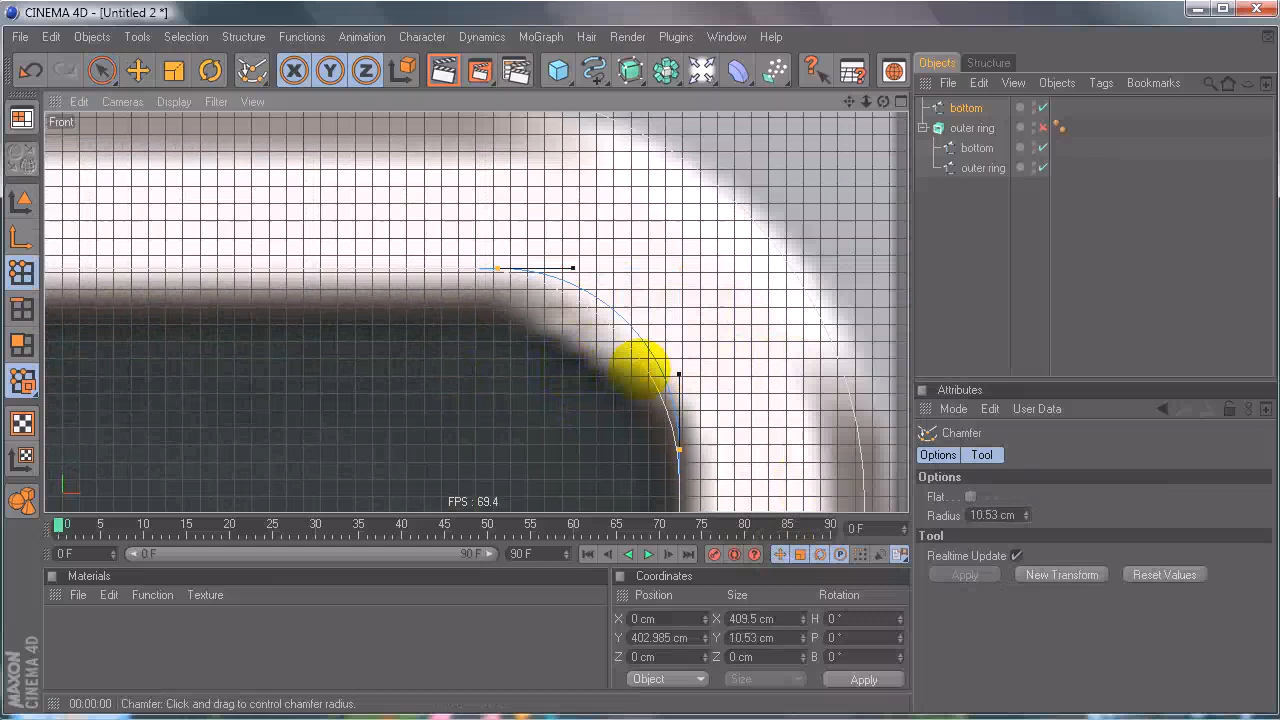 CINEMA 4D - [Untitled 2 *]
File Edit Objects Tools Selection Structure Functions Animation Character Dynamics MoGraph Hair Render Plugins Window Help
X Y Z
Objects Structure
File Edit View Objects Tags Bookmarks
Edit Cameras Display Filter View
Front
bottom
outer ring
bottom
outer ring
Attributes
Mode Edit User Data
Chamfer
Options Tool
Options
Flat. . .
Radius 10.53 cm
Tool
Realtime Update
Apply New Transform Reset Values
FPS : 69.4
0 5 10 15 20 25 30 35 40 45 50 55 60 65 70 75 80 85 90 0 F
0 F 0 F 90 F 90 F
Materials
File Edit Function Texture
Coordinates
Position Size Rotation
X 0 cm X 409.5 cm H 0 °
Y 402.985 cm Y 10.53 cm P 0 °
Z 0 cm Z 0 cm B 0 °
Object Size Apply
MAXON
CINEMA 4D
00:00:00 Chamfer: Click and drag to control chamfer radius.